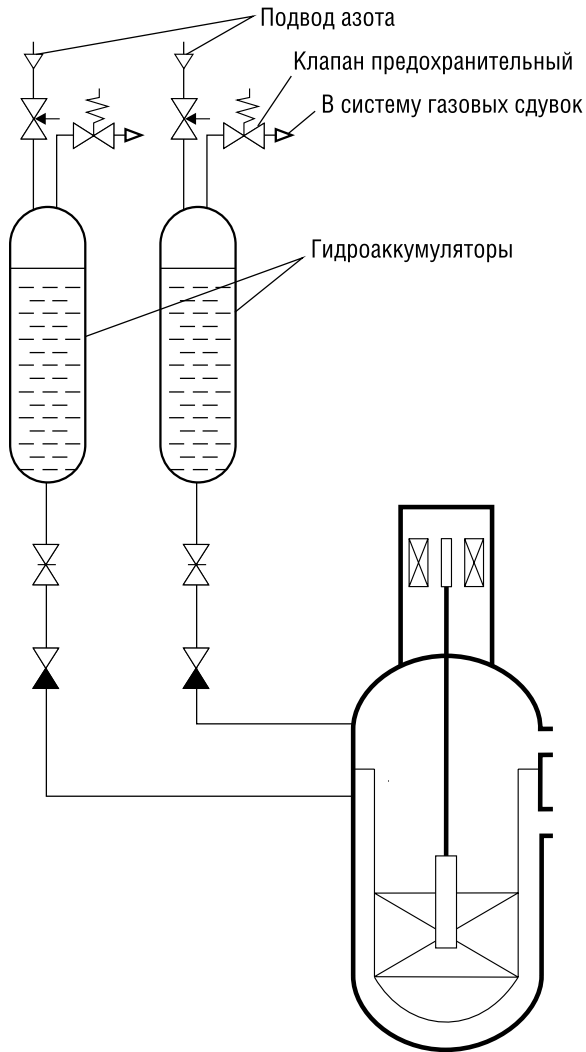 Подвод азота
Клапан предохранительный
В систему газовых сдувок
Гидроаккумуляторы